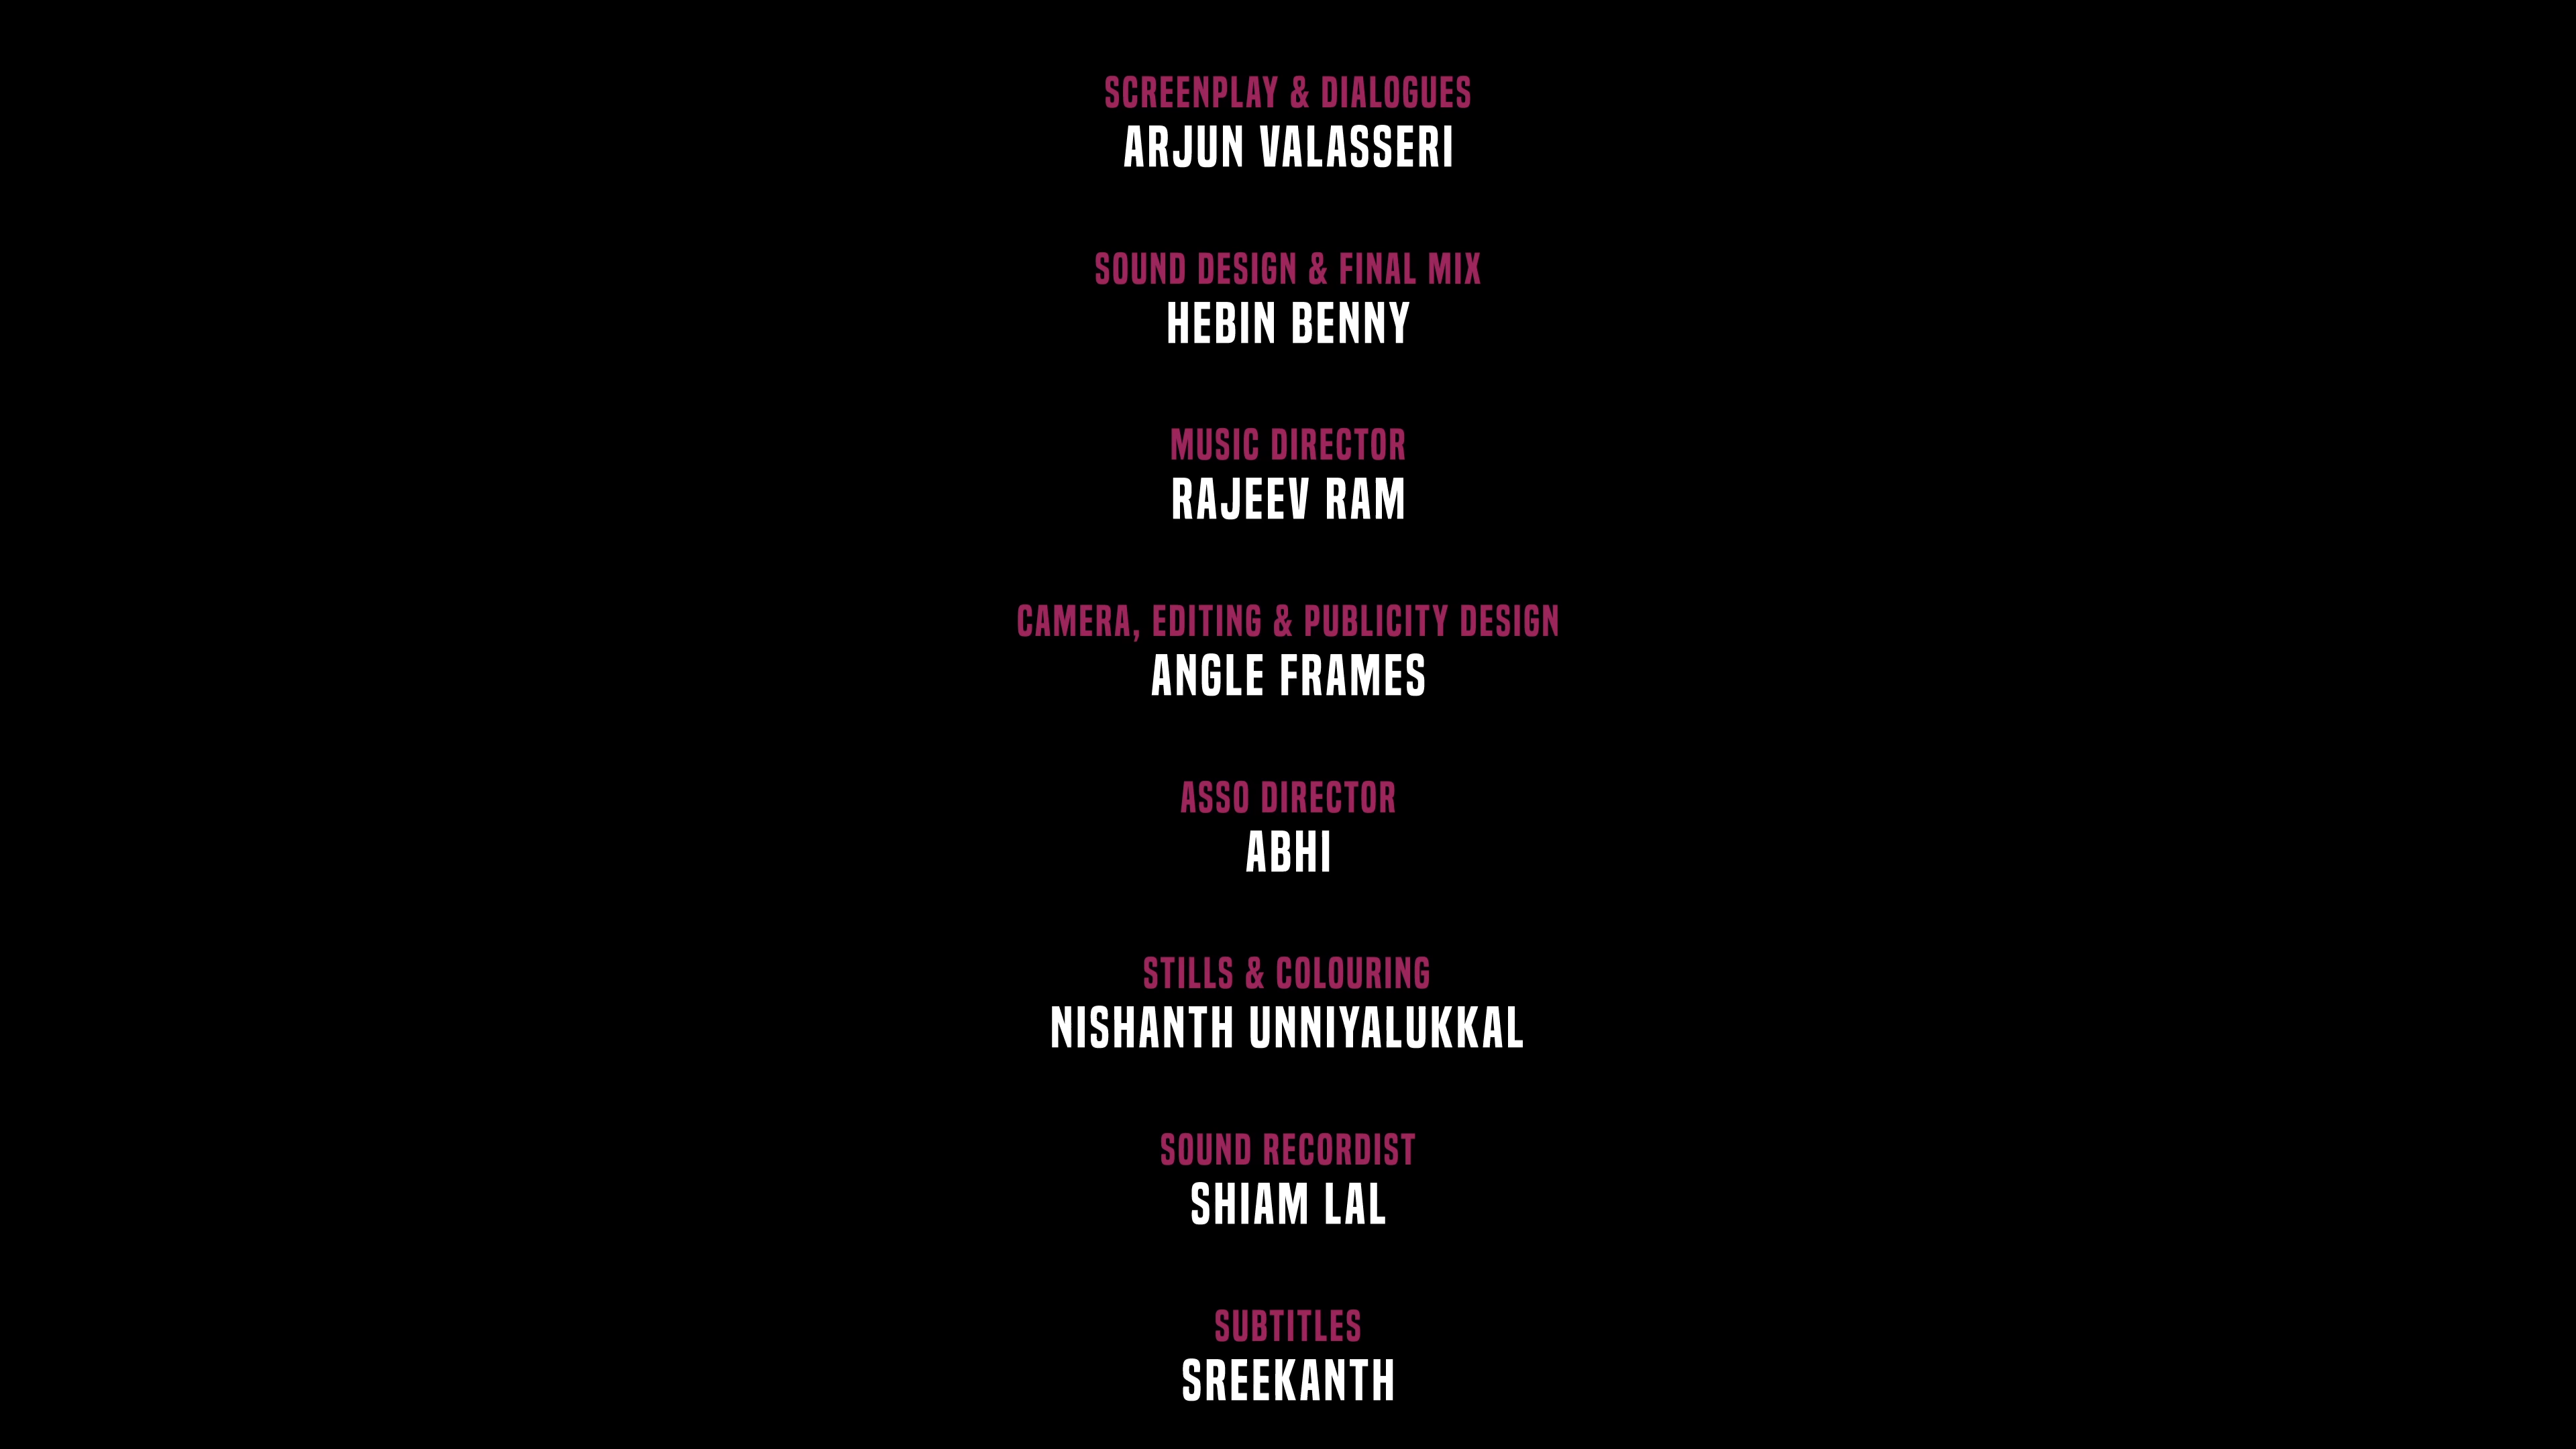 SCREENPLAY & DIALOGUES
ARJUN VALASSERI
SOUND DESIGN & FINAL MIX
HEBIN BENNY
MUSIC DIRECTOR
RAJEEV RAM
CAMERA, EDITING & PUBLICITY DESIGN
ANGLE FRAMES
ASSO DIRECTOR
ABHI
STILLS & COLOURING
NISHANTH UNNIYALUKKAL
SOUND RECORDIST
SHIAM LAL
SUBTITLES
SREEKANTH